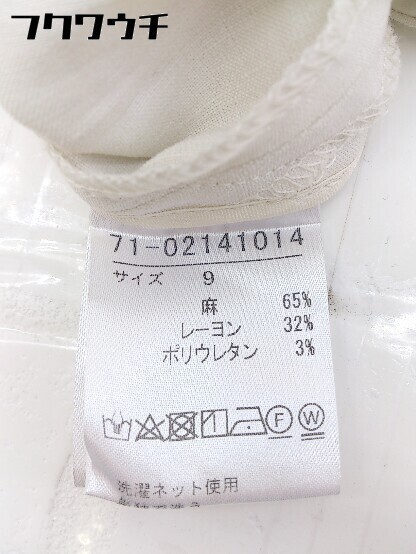 フクワウチ
71-02141014
サイズ 9
麻 65%
レーヨン 32%
ポリウレタン 3%
F W
洗濯ネット使用